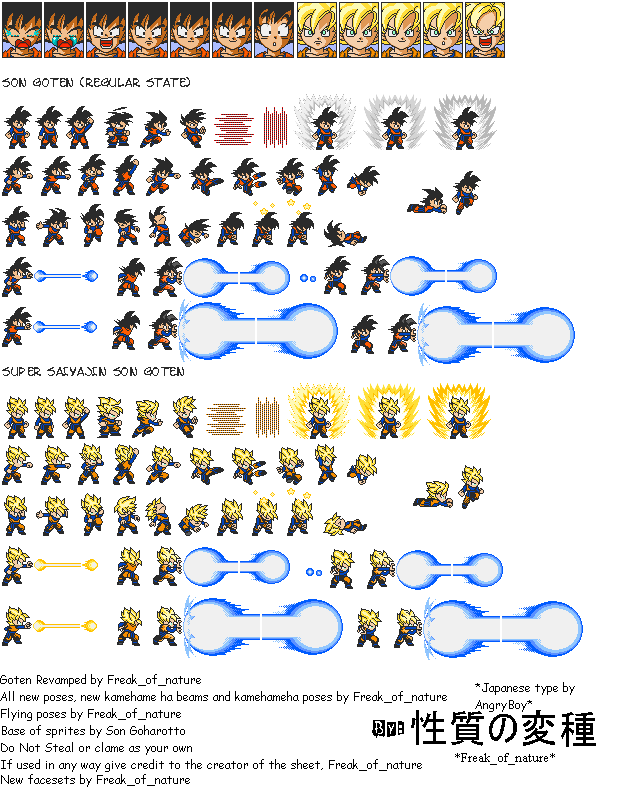 SON GOTEN (REGULAR STATE)
SUPER SAIYAJIN SON GOTEN
Goten Revamped by Freak_of_nature
All new poses, new kamehame ha beams and kamehameha poses by Freak_of_nature
Flying poses by Freak_of_nature
Base of sprites by Son Goharotto
Do Not Steal or clame as your own
If used in any way give credit to the creator of the sheet, Freak_of_nature
New facesets by Freak_of_nature
*Japanese type by
AngryBoy*
性質の変種
*Freak_of_nature*